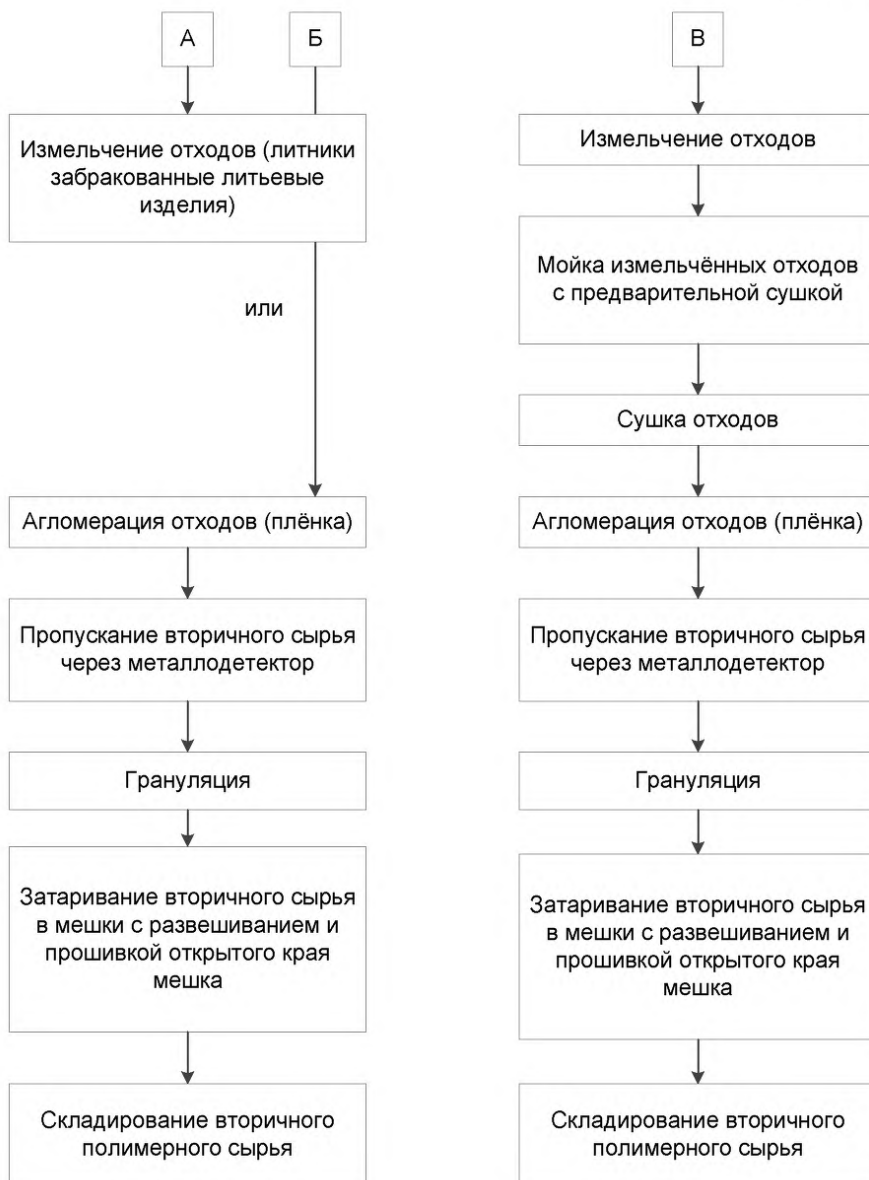 А
Б
Измельчение отходов (литники
забракованные литьевые
изделия)
или
Агломерация отходов (плёнка)
Пропускание вторичного сырья
через металлодетектор
Грануляция
Затаривание вторичного сырья
в мешки с развешиванием и
прошивкой открытого края
мешка
Складирование вторичного
полимерного сырья
В
Измельчение отходов
Мойка измельчённых отходов
с предварительной сушкой
Сушка отходов
Агломерация отходов (плёнка)
Пропускание вторичного сырья
через металлодетектор
Грануляция
Затаривание вторичного сырья
в мешки с развешиванием и
прошивкой открытого края
мешка
Складирование вторичного
полимерного сырья